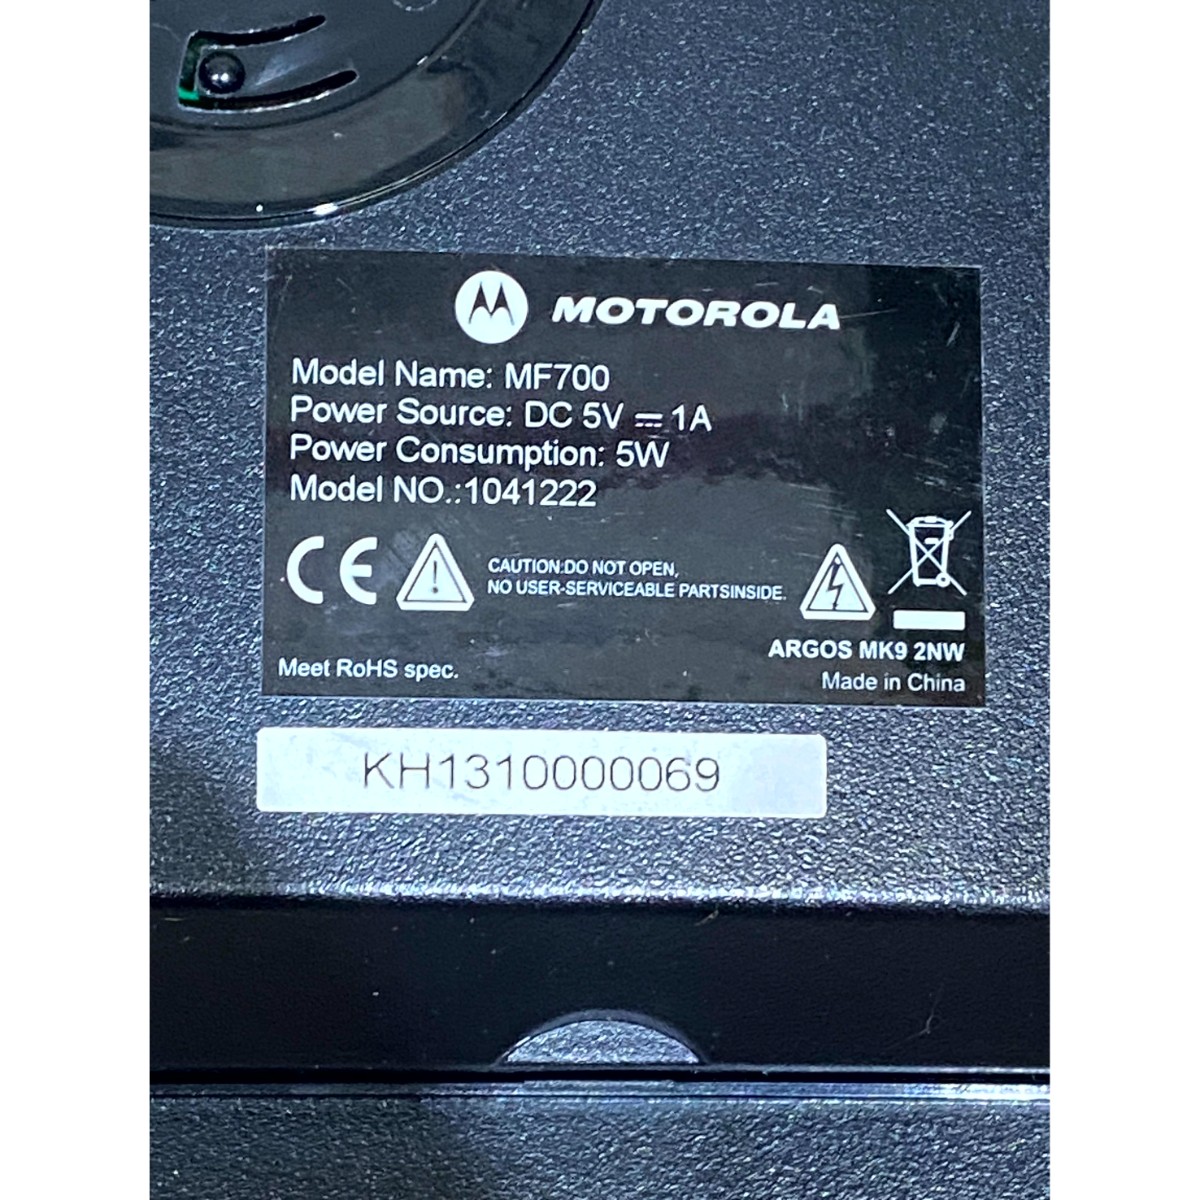 MOTOROLA
Model Name: MF700
Power Source: DC 5V ⎓ 1A
Power Consumption: 5W
Model NO.:1041222
CE
CAUTION:DO NOT OPEN,
NO USER-SERVICEABLE PARTSINSIDE.
ARGOS MK9 2NW
Meet RoHS spec.
Made in China
KH1310000069